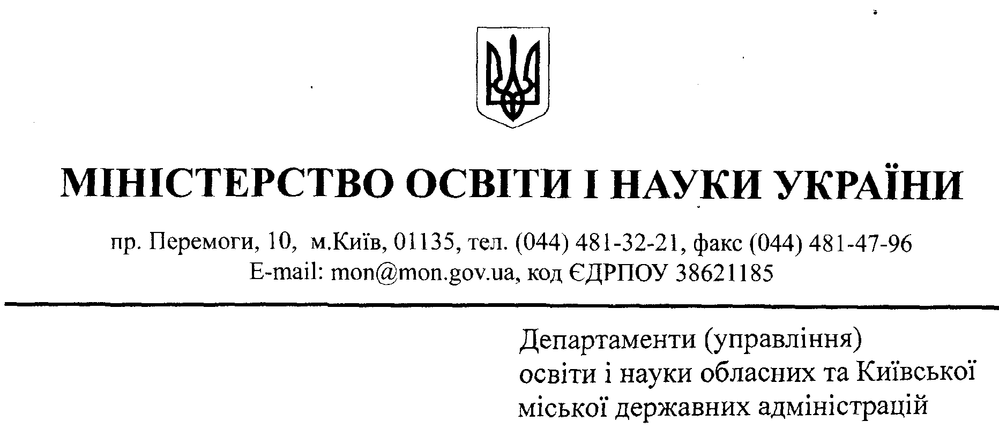 МІНІСТЕРСТВО ОСВІТИ І НАУКИ УКРАЇНИ
пр. Перемоги, 10, м.Київ, 01135, тел. (044) 481-32-21, факс (044) 481-47-96
E-mail: mon@mon.gov.ua, код ЄДРПОУ 38621185
Департаменти (управління)
освіти і науки обласних та Київської
міської державних адміністрацій